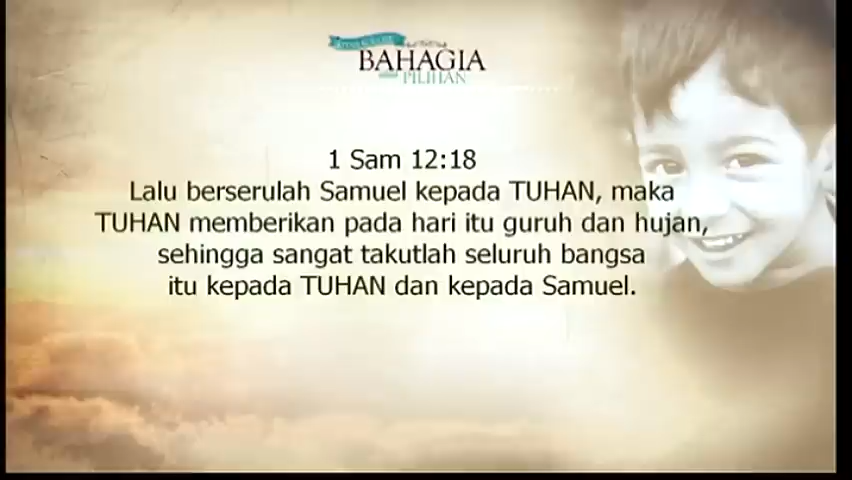 BAHAGIA
PILIHAN
1 Sam 12:18
Lalu berserulah Samuel kepada TUHAN, maka
TUHAN memberikan pada hari itu guruh dan hujan,
sehingga sangat takutlah seluruh bangsa
itu kepada TUHAN dan kepada Samuel.